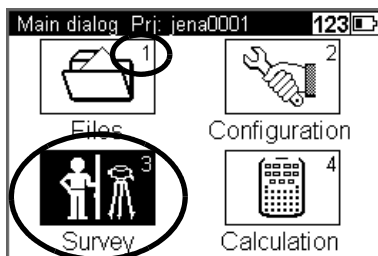 Main dialog Prj: jena0001 123
1 2
Files Configuration
3 4
Survey Calculation